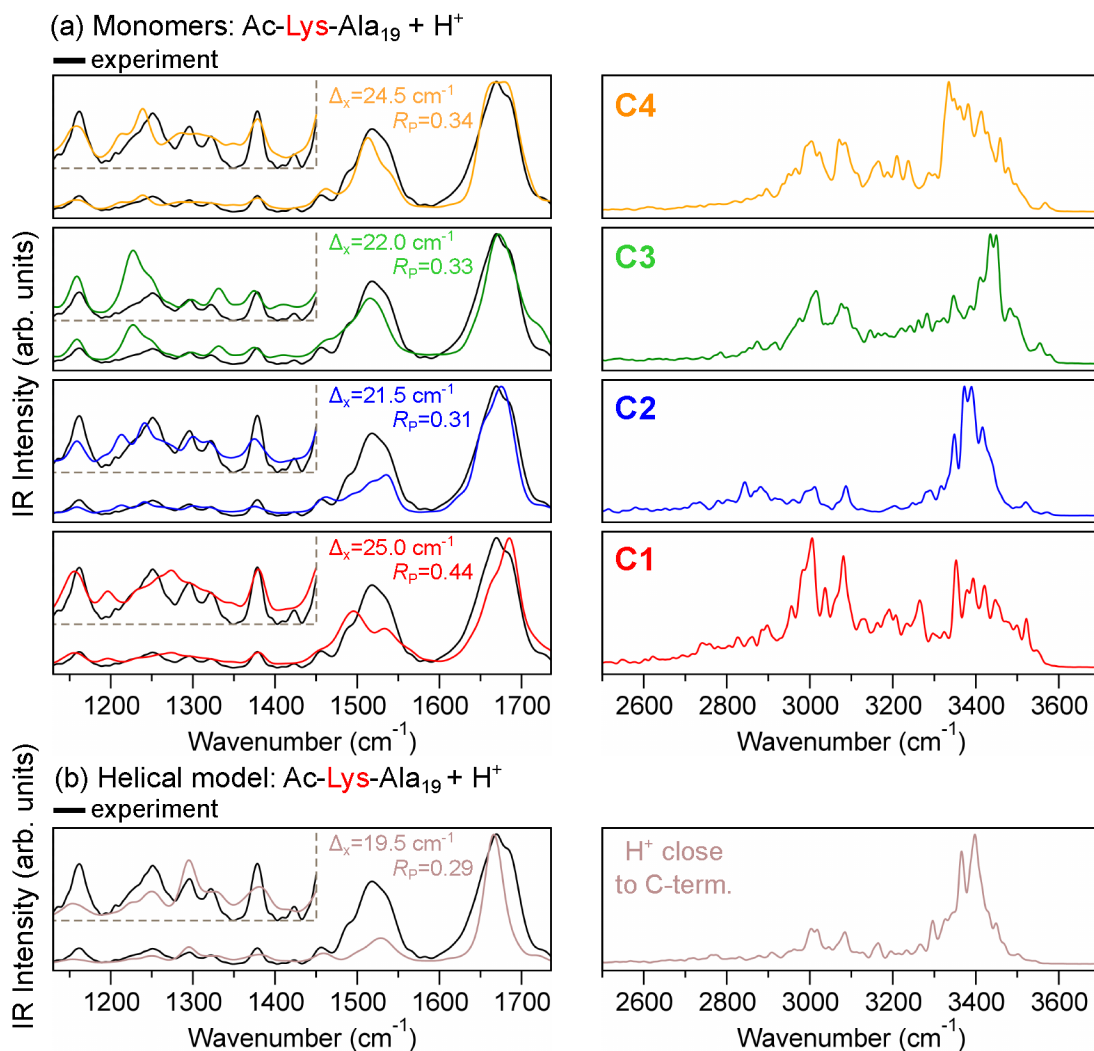 (a) Monomers: Ac-Lys-Ala₁₉ + H⁺
experiment
Δₓ=24.5 cm⁻¹
R_P=0.34
C4
Δₓ=22.0 cm⁻¹
R_P=0.33
C3
Δₓ=21.5 cm⁻¹
R_P=0.31
C2
Δₓ=25.0 cm⁻¹
R_P=0.44
C1
IR Intensity (arb. units)
1200 1300 1400 1500 1600 1700
2600 2800 3000 3200 3400 3600
Wavenumber (cm⁻¹)
Wavenumber (cm⁻¹)
(b) Helical model: Ac-Lys-Ala₁₉ + H⁺
experiment
Δₓ=19.5 cm⁻¹
R_P=0.29
H⁺ close
to C-term.
IR Intensity (arb. units)
1200 1300 1400 1500 1600 1700
2600 2800 3000 3200 3400 3600
Wavenumber (cm⁻¹)
Wavenumber (cm⁻¹)